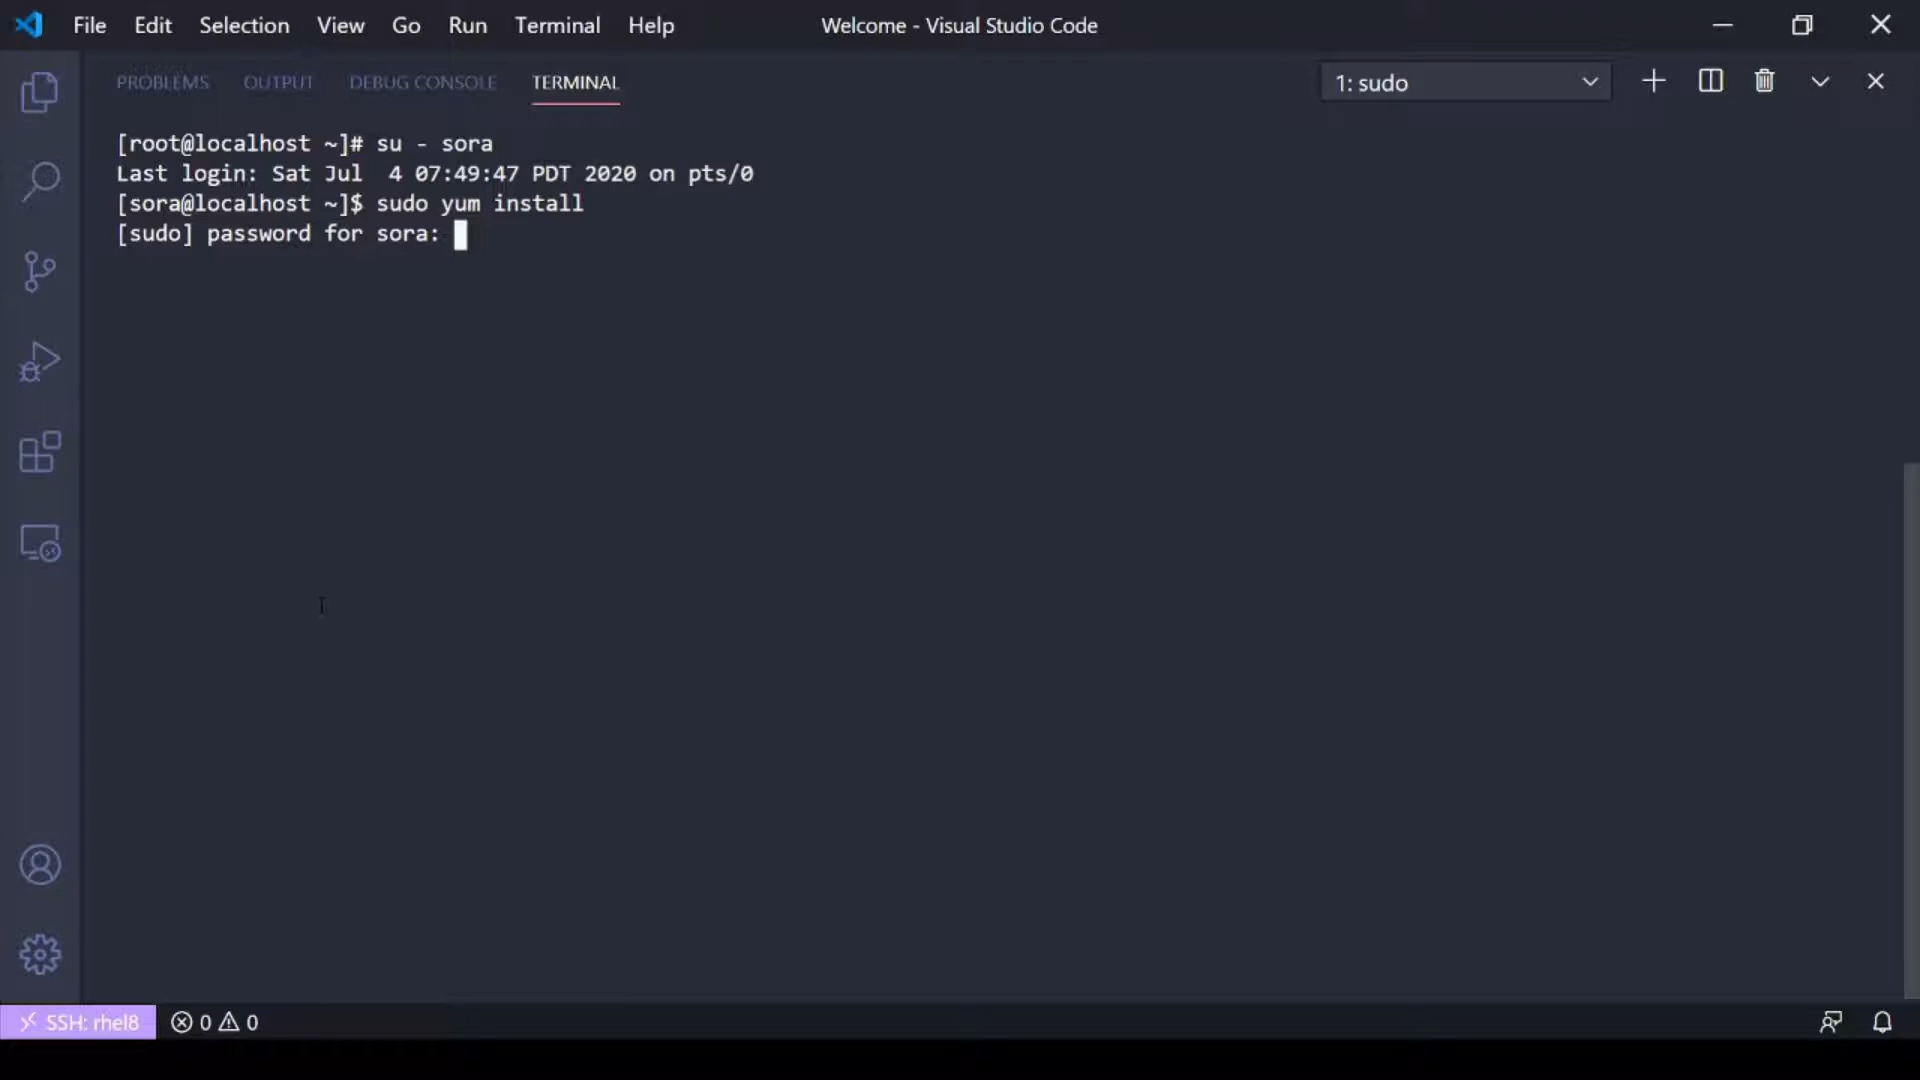 File Edit Selection View Go Run Terminal Help Welcome - Visual Studio Code
PROBLEMS OUTPUT DEBUG CONSOLE TERMINAL 1: sudo
[root@localhost ~]# su - sora
Last login: Sat Jul  4 07:49:47 PDT 2020 on pts/0
[sora@localhost ~]$ sudo yum install
[sudo] password for sora:
SSH: rhel8 0 0